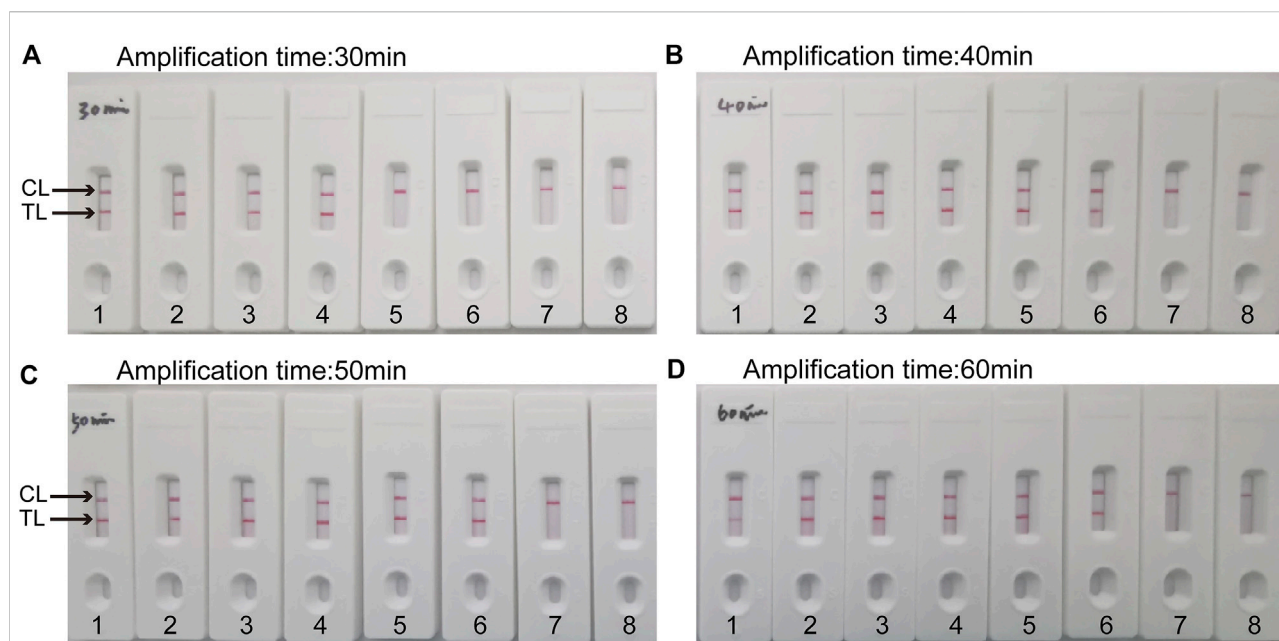 A Amplification time:30min
B Amplification time:40min
30min
40min
CL
TL
1 2 3 4 5 6 7 8
1 2 3 4 5 6 7 8
C Amplification time:50min
D Amplification time:60min
50min
60min
CL
TL
1 2 3 4 5 6 7 8
1 2 3 4 5 6 7 8